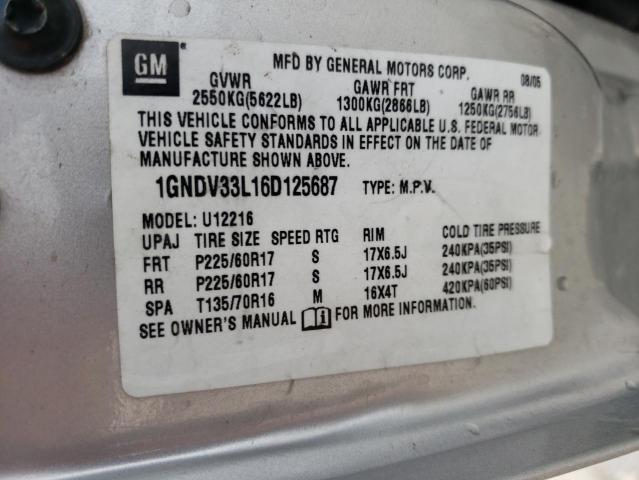 GM
MFD BY GENERAL MOTORS CORP. 08/05
GVWR GAWR FRT GAWR RR
2550KG(5622LB) 1300KG(2866LB) 1250KG(2756LB)
THIS VEHICLE CONFORMS TO ALL APPLICABLE U.S. FEDERAL MOTOR
VEHICLE SAFETY STANDARDS IN EFFECT ON THE DATE OF
MANUFACTURE SHOWN ABOVE.
1GNDV33L16D125687 TYPE: M.P.V.
MODEL: U12216
UPAJ TIRE SIZE SPEED RTG RIM COLD TIRE PRESSURE
FRT P225/60R17 S 17X6.5J 240KPA(35PSI)
RR P225/60R17 S 17X6.5J 240KPA(35PSI)
SPA T135/70R16 M 16X4T 420KPA(60PSI)
SEE OWNER'S MANUAL FOR MORE INFORMATION.